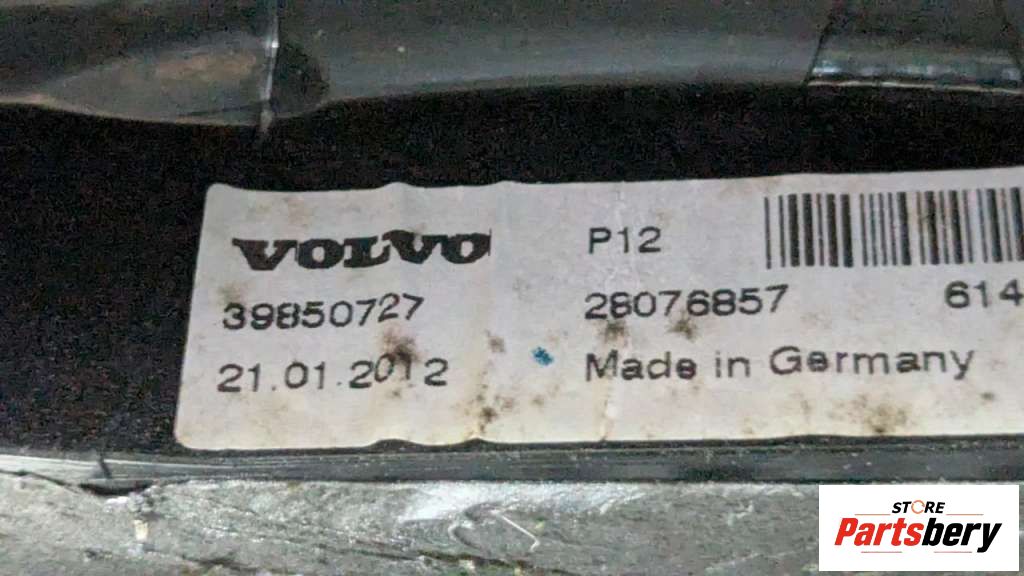 VOLVO P12
39850727 28076857 614
21.01.2012 Made in Germany
STORE
Partsbery